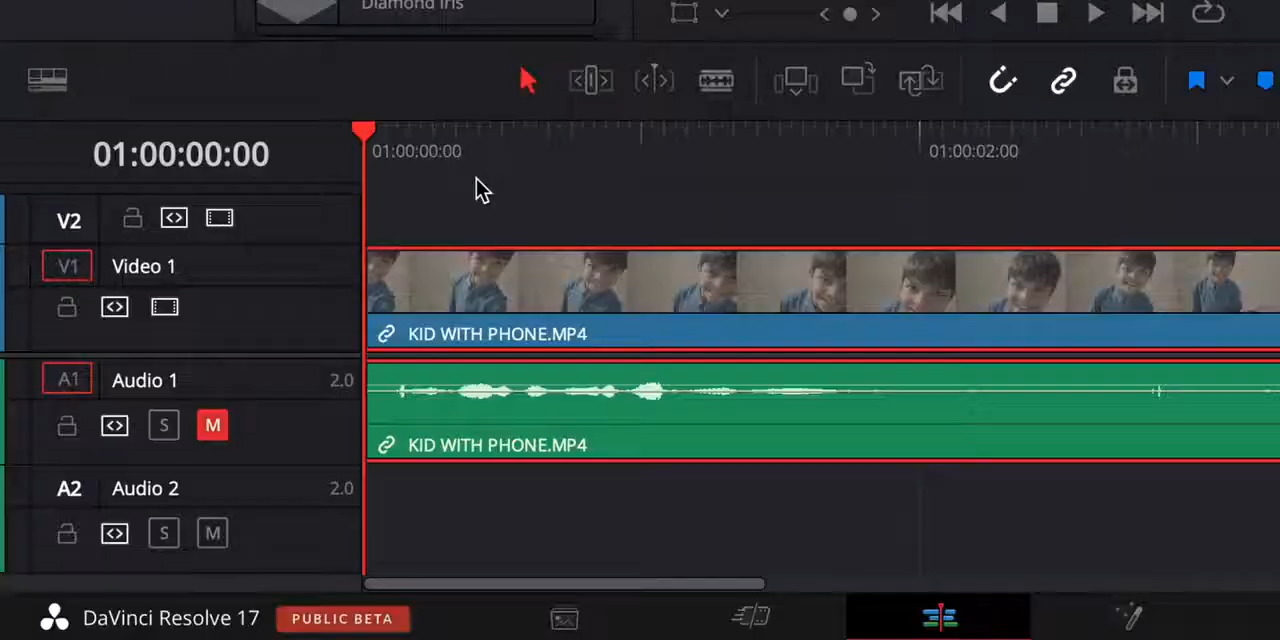 Diamond Iris
01:00:00:00
01:00:00:00
01:00:02:00
V2
V1 Video 1
KID WITH PHONE.MP4
A1 Audio 1 2.0
S M
KID WITH PHONE.MP4
A2 Audio 2 2.0
S M
DaVinci Resolve 17 PUBLIC BETA